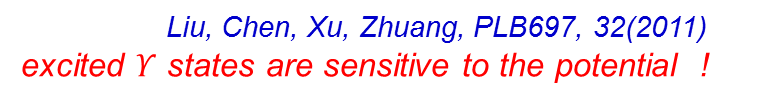 Liu, Chen, Xu, Zhuang, PLB697, 32(2011)
excited ϒ states are sensitive to the potential !